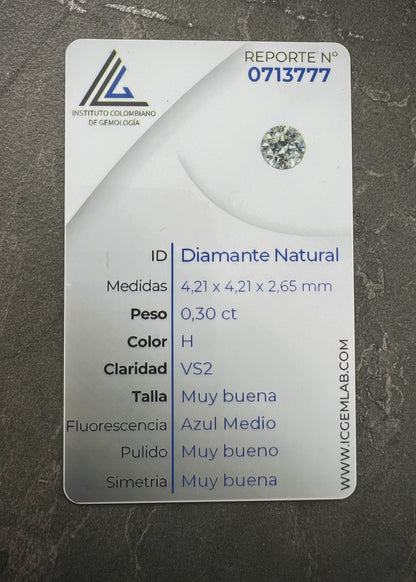 INSTITUTO COLOMBIANO
DE GEMOLOGÍA
REPORTE Nº
0713777
ID Diamante Natural
Medidas 4,21 x 4,21 x 2,65 mm
Peso 0,30 ct
Color H
Claridad VS2
Talla Muy buena
Fluorescencia Azul Medio
Pulido Muy bueno
Simetria Muy buena
WWW.ICGEMLAB.COM